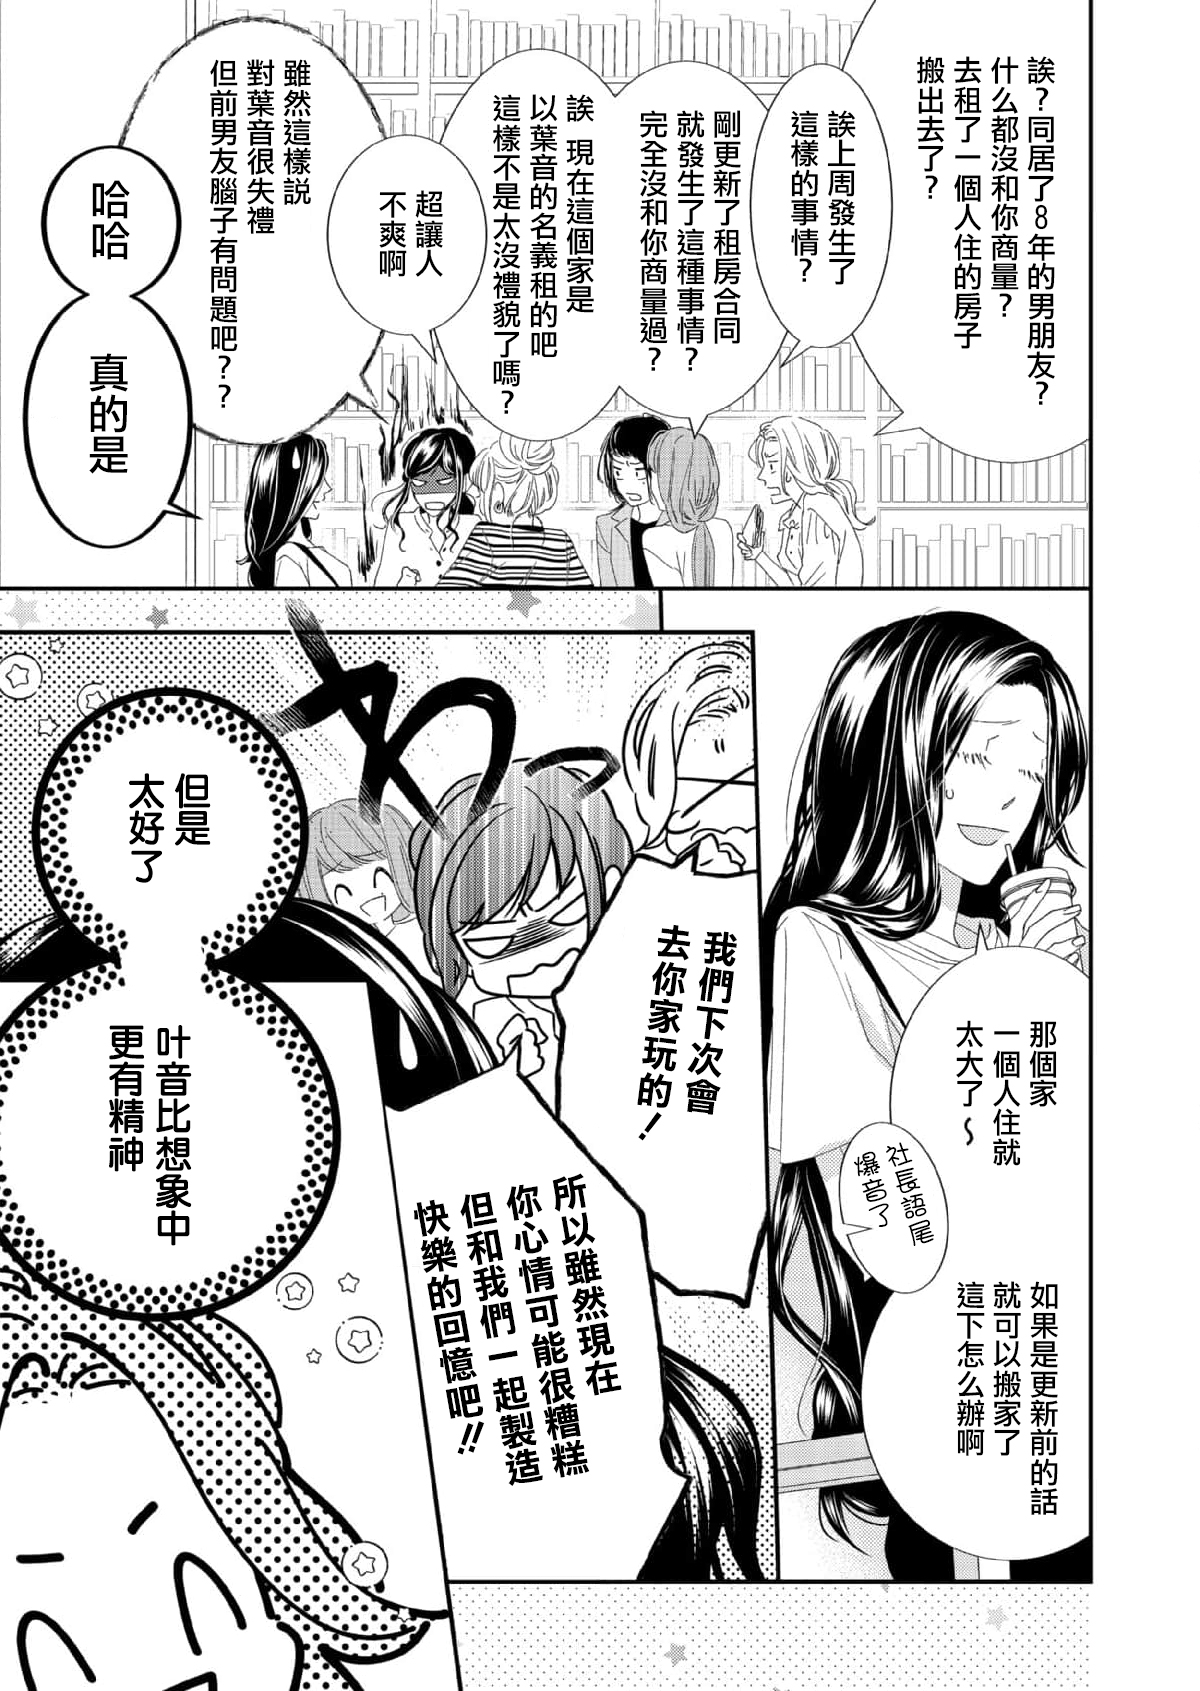 誒？同居了8年的男朋友？
什么都沒和你商量？
去租了一個人住的房子
搬出去了？
誒上周發生了
這樣的事情？
剛更新了租房合同
就發生了這種事情？
完全沒和你商量過？
誒 現在這個家是
以葉音的名義租的吧
這樣不是太沒禮貌了嗎？
超讓人
不爽啊
雖然這樣説
對葉音很失禮
但前男友腦子有問題吧？？
哈哈
真的是
那個家
一個人住就
太大了～
社長語尾
爆音了
如果是更新前的話
就可以搬家了
這下怎么辦啊
我們下次會
去你家玩的！
所以雖然現在
你心情可能很糟糕
但和我們一起製造
快樂的回憶吧!!
わっ
但是
太好了
叶音比想象中
更有精神